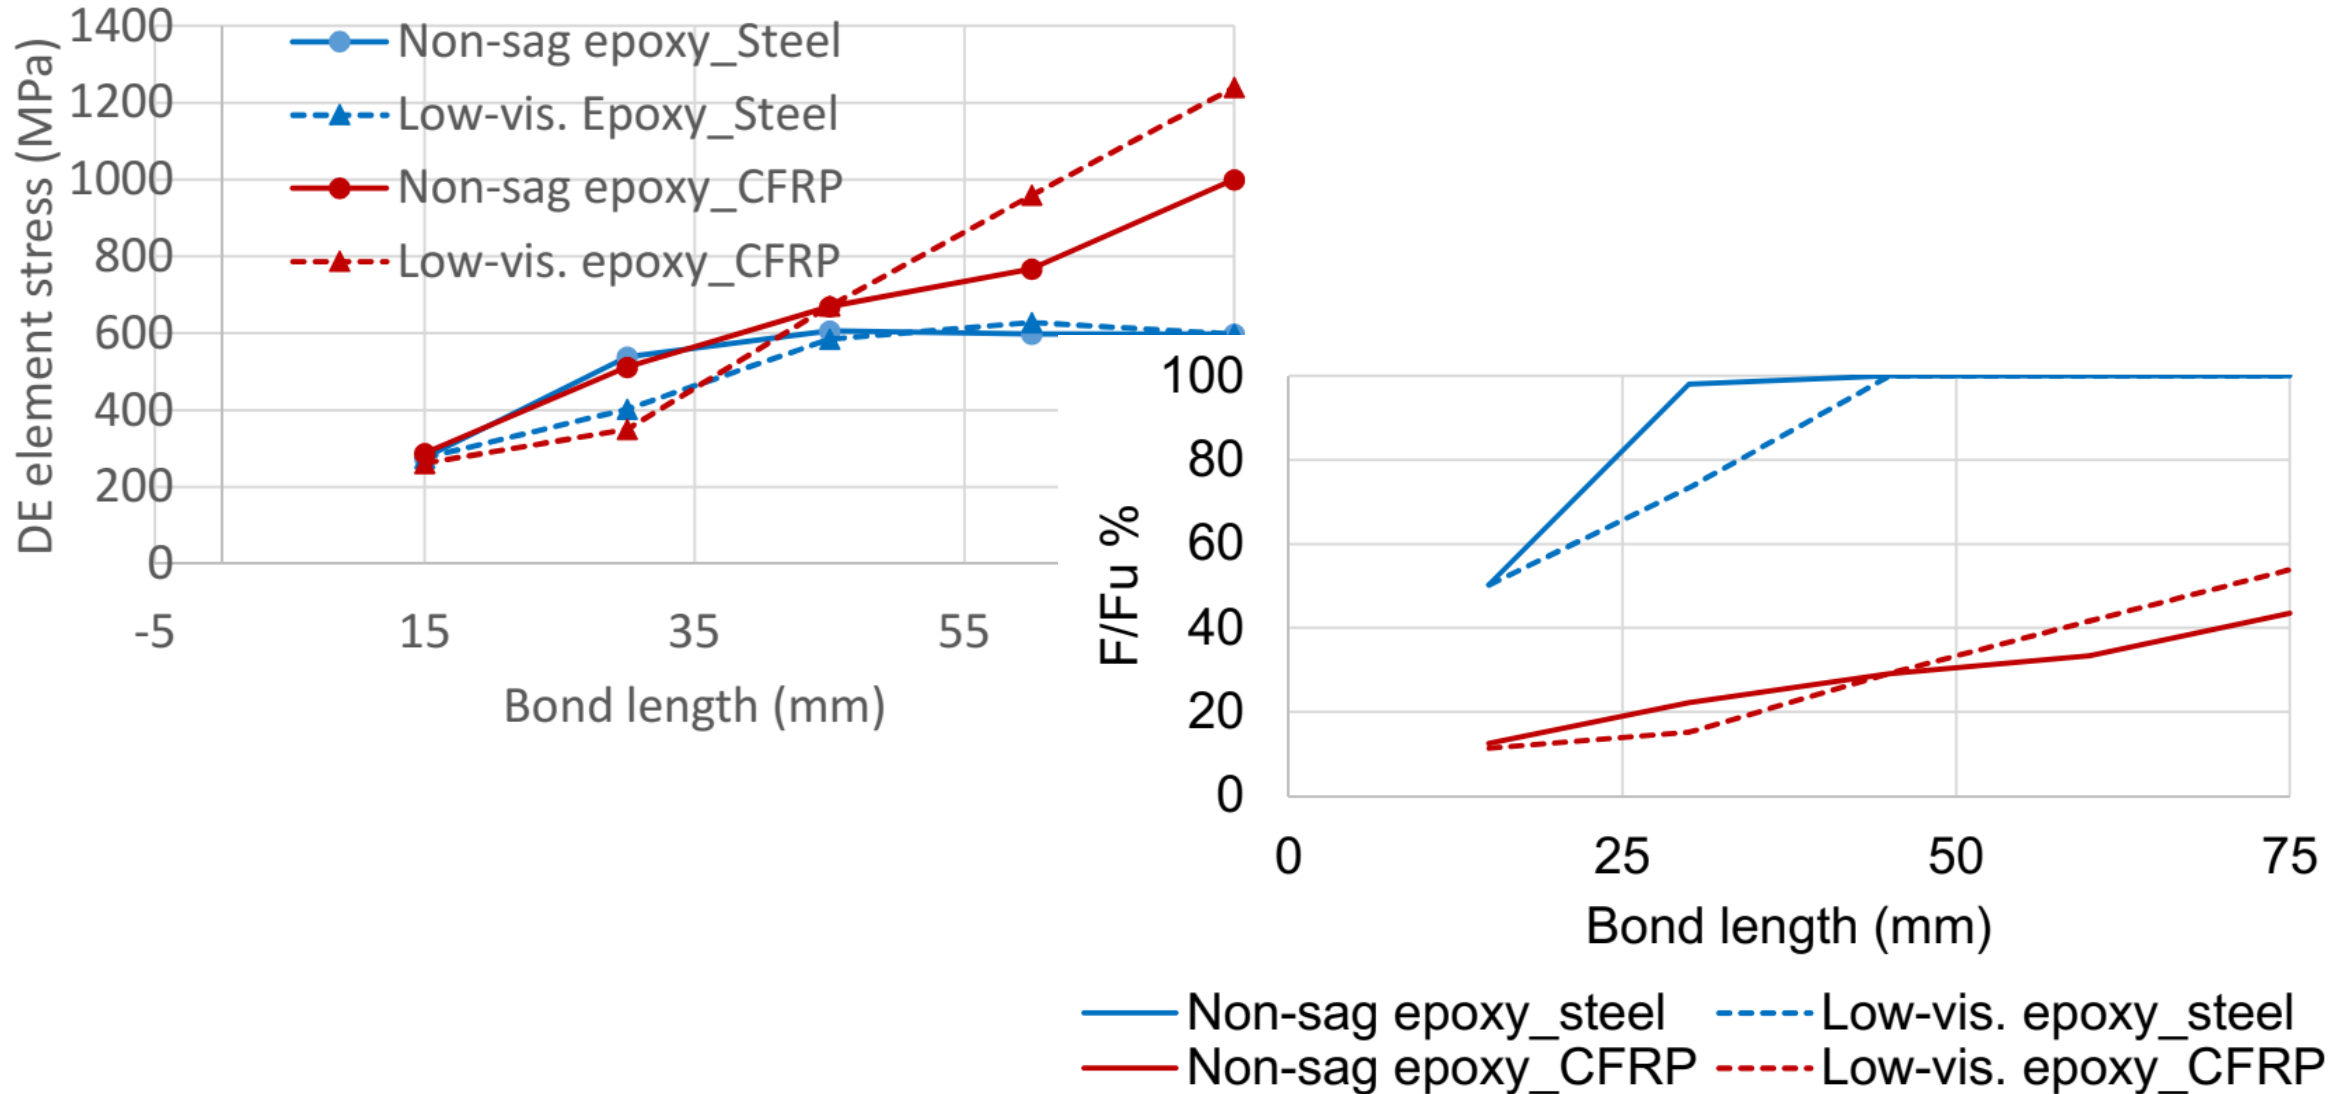 DE element stress (MPa)
1400
1200
1000
800
600
400
200
0
Non-sag epoxy_Steel
Low-vis. Epoxy_Steel
Non-sag epoxy_CFRP
Low-vis. epoxy_CFRP
-5 15 35 55
Bond length (mm)
F/Fu %
100
80
60
40
20
0
0 25 50 75
Bond length (mm)
Non-sag epoxy_steel Low-vis. epoxy_steel
Non-sag epoxy_CFRP Low-vis. epoxy_CFRP